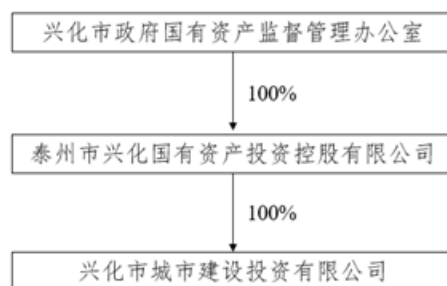 兴化市政府国有资产监督管理办公室
100%
泰州市兴化国有资产投资控股有限公司
100%
兴化市城市建设投资有限公司